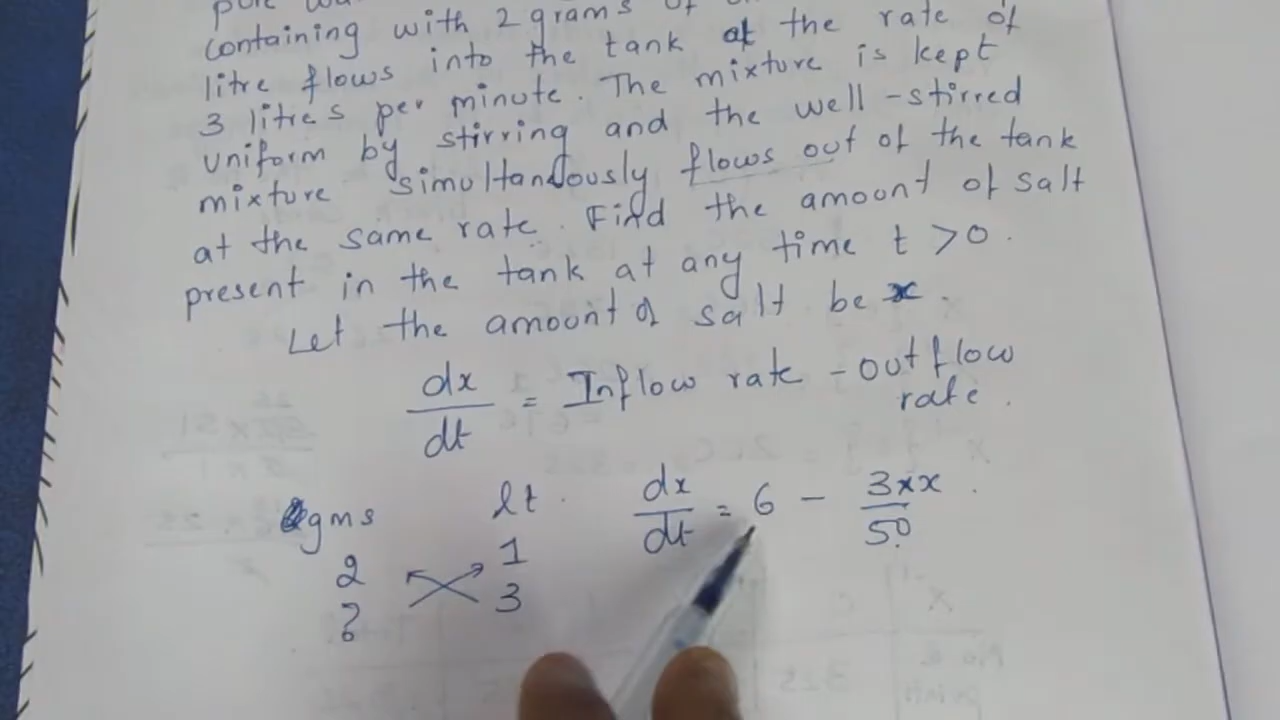 containing with 2 grams of
litre flows into the tank at the rate of
3 litres per minute. The mixture is kept
uniform by stirring and the well-stirred
mixture simultaneously flows out of the tank
at the same rate. Find the amount of salt
present in the tank at any time t > 0.
Let the amount of salt be x.
dx/dt = Inflow rate - outflow
rate.
gms lt. dx/dt = 6 - 3xx/50.
2 1
? 3